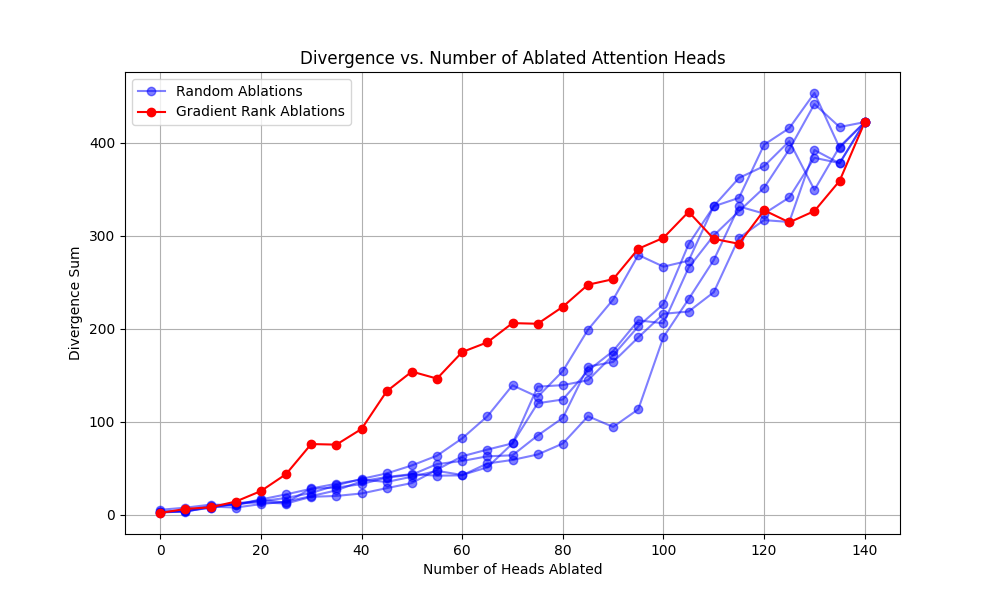 Divergence vs. Number of Ablated Attention Heads
Random Ablations
Gradient Rank Ablations
Divergence Sum
400
300
200
100
0
0 20 40 60 80 100 120 140
Number of Heads Ablated